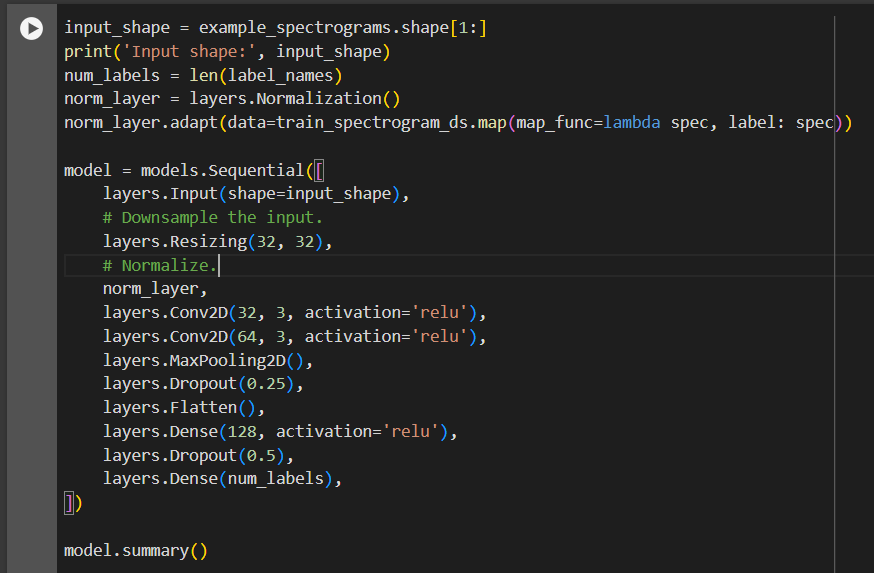 input_shape = example_spectrograms.shape[1:]
print('Input shape:', input_shape)
num_labels = len(label_names)
norm_layer = layers.Normalization()
norm_layer.adapt(data=train_spectrogram_ds.map(map_func=lambda spec, label: spec))

model = models.Sequential([
    layers.Input(shape=input_shape),
    # Downsample the input.
    layers.Resizing(32, 32),
    # Normalize.
    norm_layer,
    layers.Conv2D(32, 3, activation='relu'),
    layers.Conv2D(64, 3, activation='relu'),
    layers.MaxPooling2D(),
    layers.Dropout(0.25),
    layers.Flatten(),
    layers.Dense(128, activation='relu'),
    layers.Dropout(0.5),
    layers.Dense(num_labels),
])

model.summary()